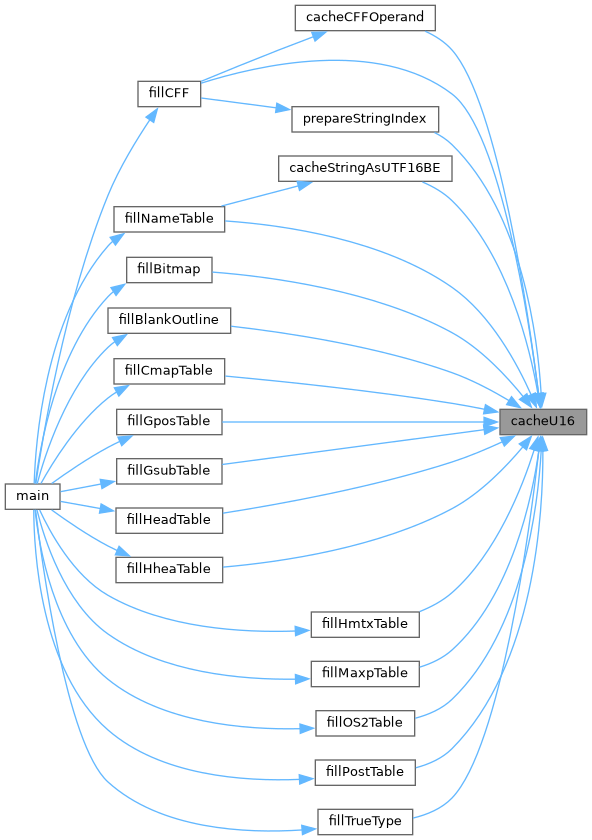 cacheCFFOperand
fillCFF
prepareStringIndex
cacheStringAsUTF16BE
fillNameTable
fillBitmap
fillBlankOutline
fillCmapTable
fillGposTable
cacheU16
fillGsubTable
main
fillHeadTable
fillHheaTable
fillHmtxTable
fillMaxpTable
fillOS2Table
fillPostTable
fillTrueType